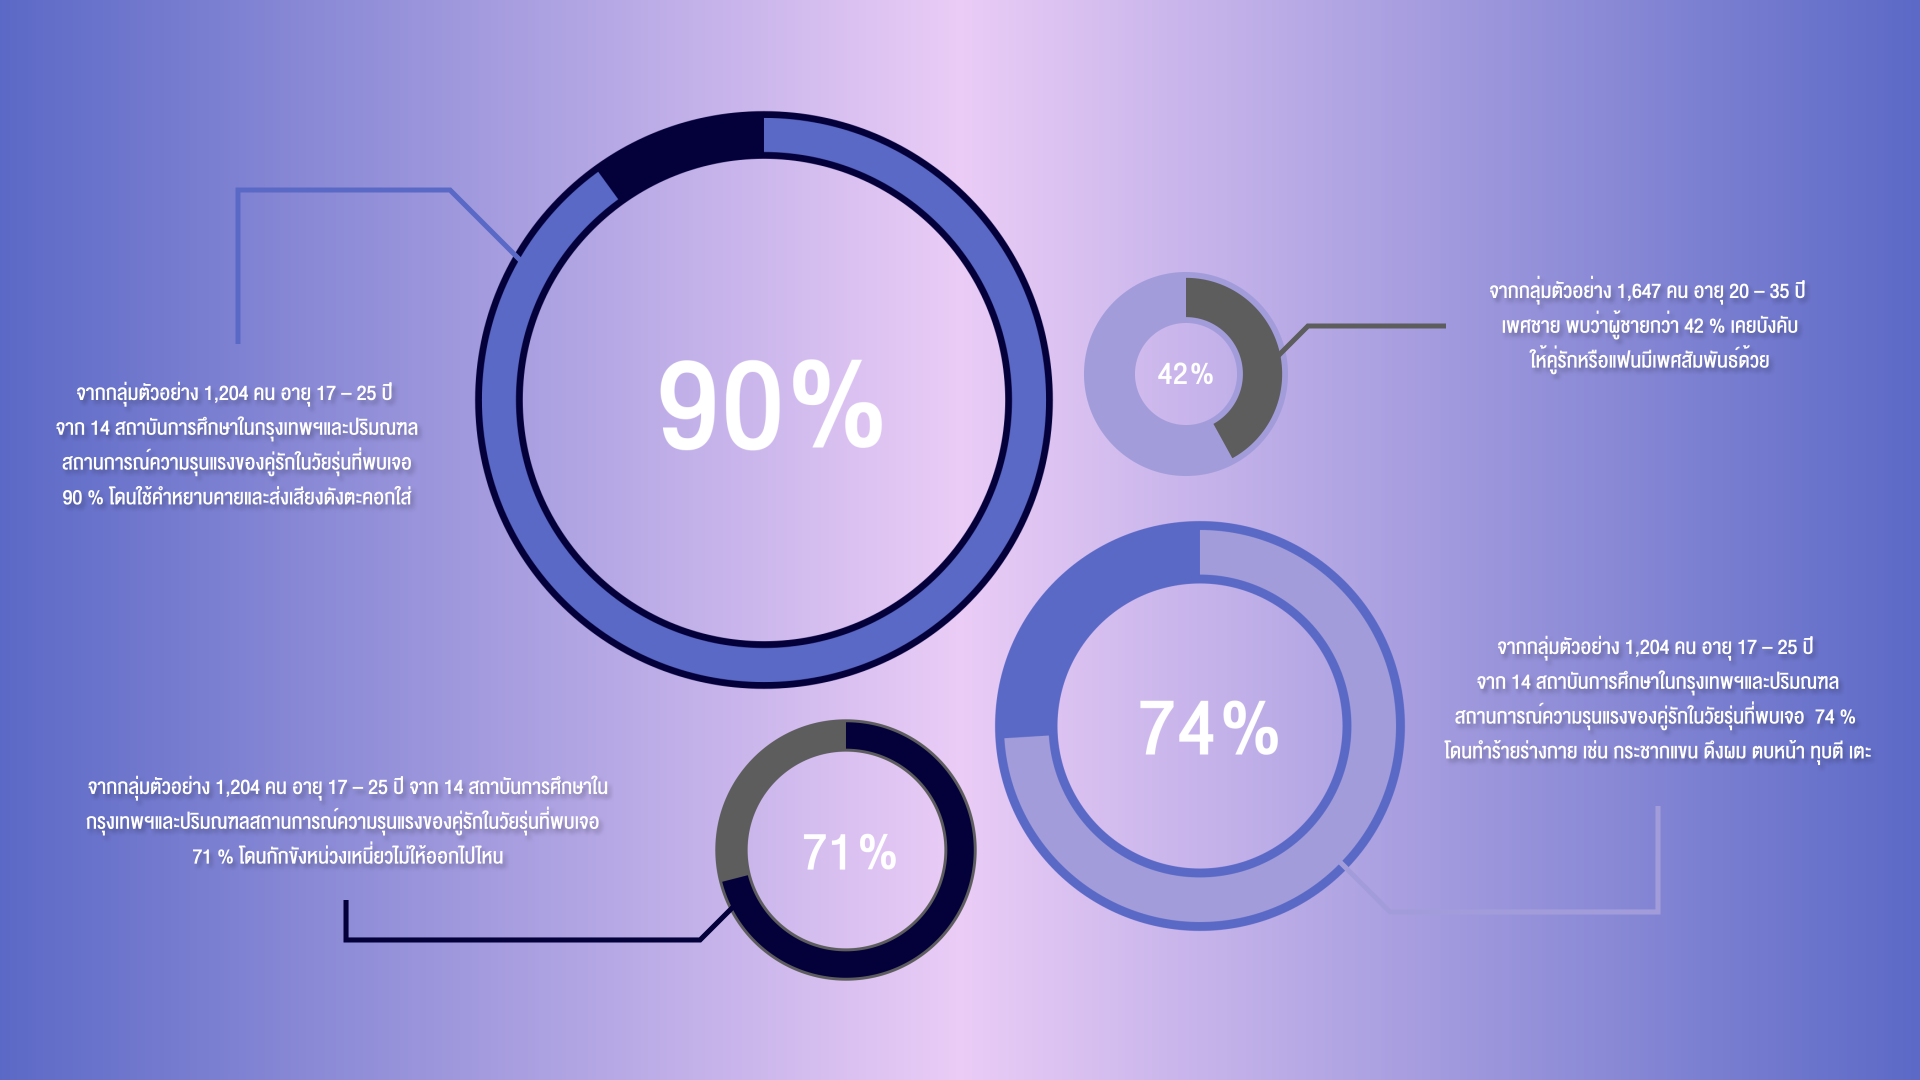 90%
จากกลุ่มตัวอย่าง 1,204 คน อายุ 17 – 25 ปี
จาก 14 สถาบันการศึกษาในกรุงเทพฯและปริมณฑล
สถานการณ์ความรุนแรงของคู่รักในวัยรุ่นที่พบเจอ
90 % โดนใช้คำหยาบคายและส่งเสียงดังตะคอกใส่
42%
จากกลุ่มตัวอย่าง 1,647 คน อายุ 20 – 35 ปี
เพศชาย พบว่าผู้ชายกว่า 42 % เคยบังคับ
ให้คู่รักหรือแฟนมีเพศสัมพันธ์ด้วย
74%
จากกลุ่มตัวอย่าง 1,204 คน อายุ 17 – 25 ปี
จาก 14 สถาบันการศึกษาในกรุงเทพฯและปริมณฑล
สถานการณ์ความรุนแรงของคู่รักในวัยรุ่นที่พบเจอ 74 %
โดนทำร้ายร่างกาย เช่น กระชากแขน ดึงผม ตบหน้า ทุบตี เตะ
71%
จากกลุ่มตัวอย่าง 1,204 คน อายุ 17 – 25 ปี จาก 14 สถาบันการศึกษาใน
กรุงเทพฯและปริมณฑลสถานการณ์ความรุนแรงของคู่รักในวัยรุ่นที่พบเจอ
71 % โดนกักขังหน่วงเหนี่ยวไม่ให้ออกไปไหน